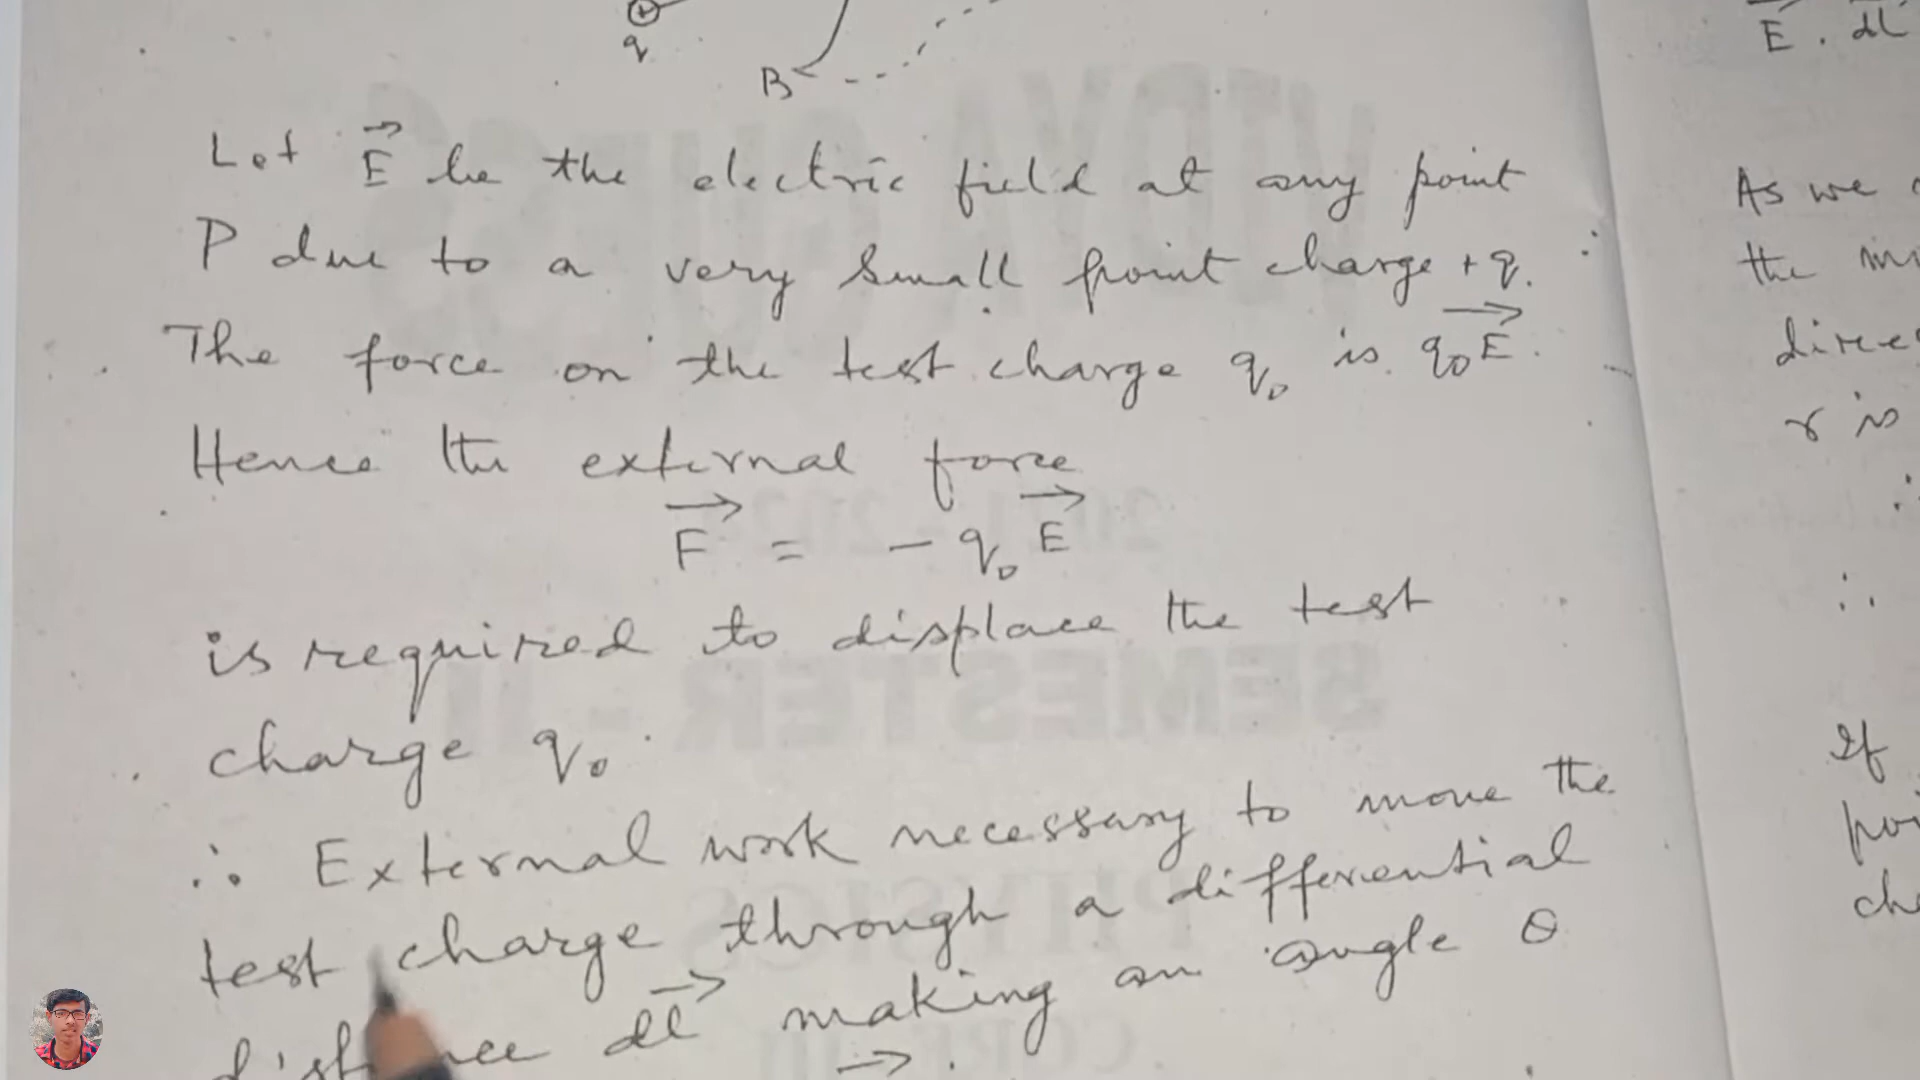 q
B
Let E⃗ be the electric field at any point
P due to a very small point charge +q.
The force on the test charge q₀ is q₀E⃗.
Hence the external force
F⃗ = - q₀E⃗
is required to displace the test
charge q₀.
∴ External work necessary to move the
test charge through a differential
dl⃗ making an angle θ
E⃗ . dl⃗
As we
the
r is
∴
If